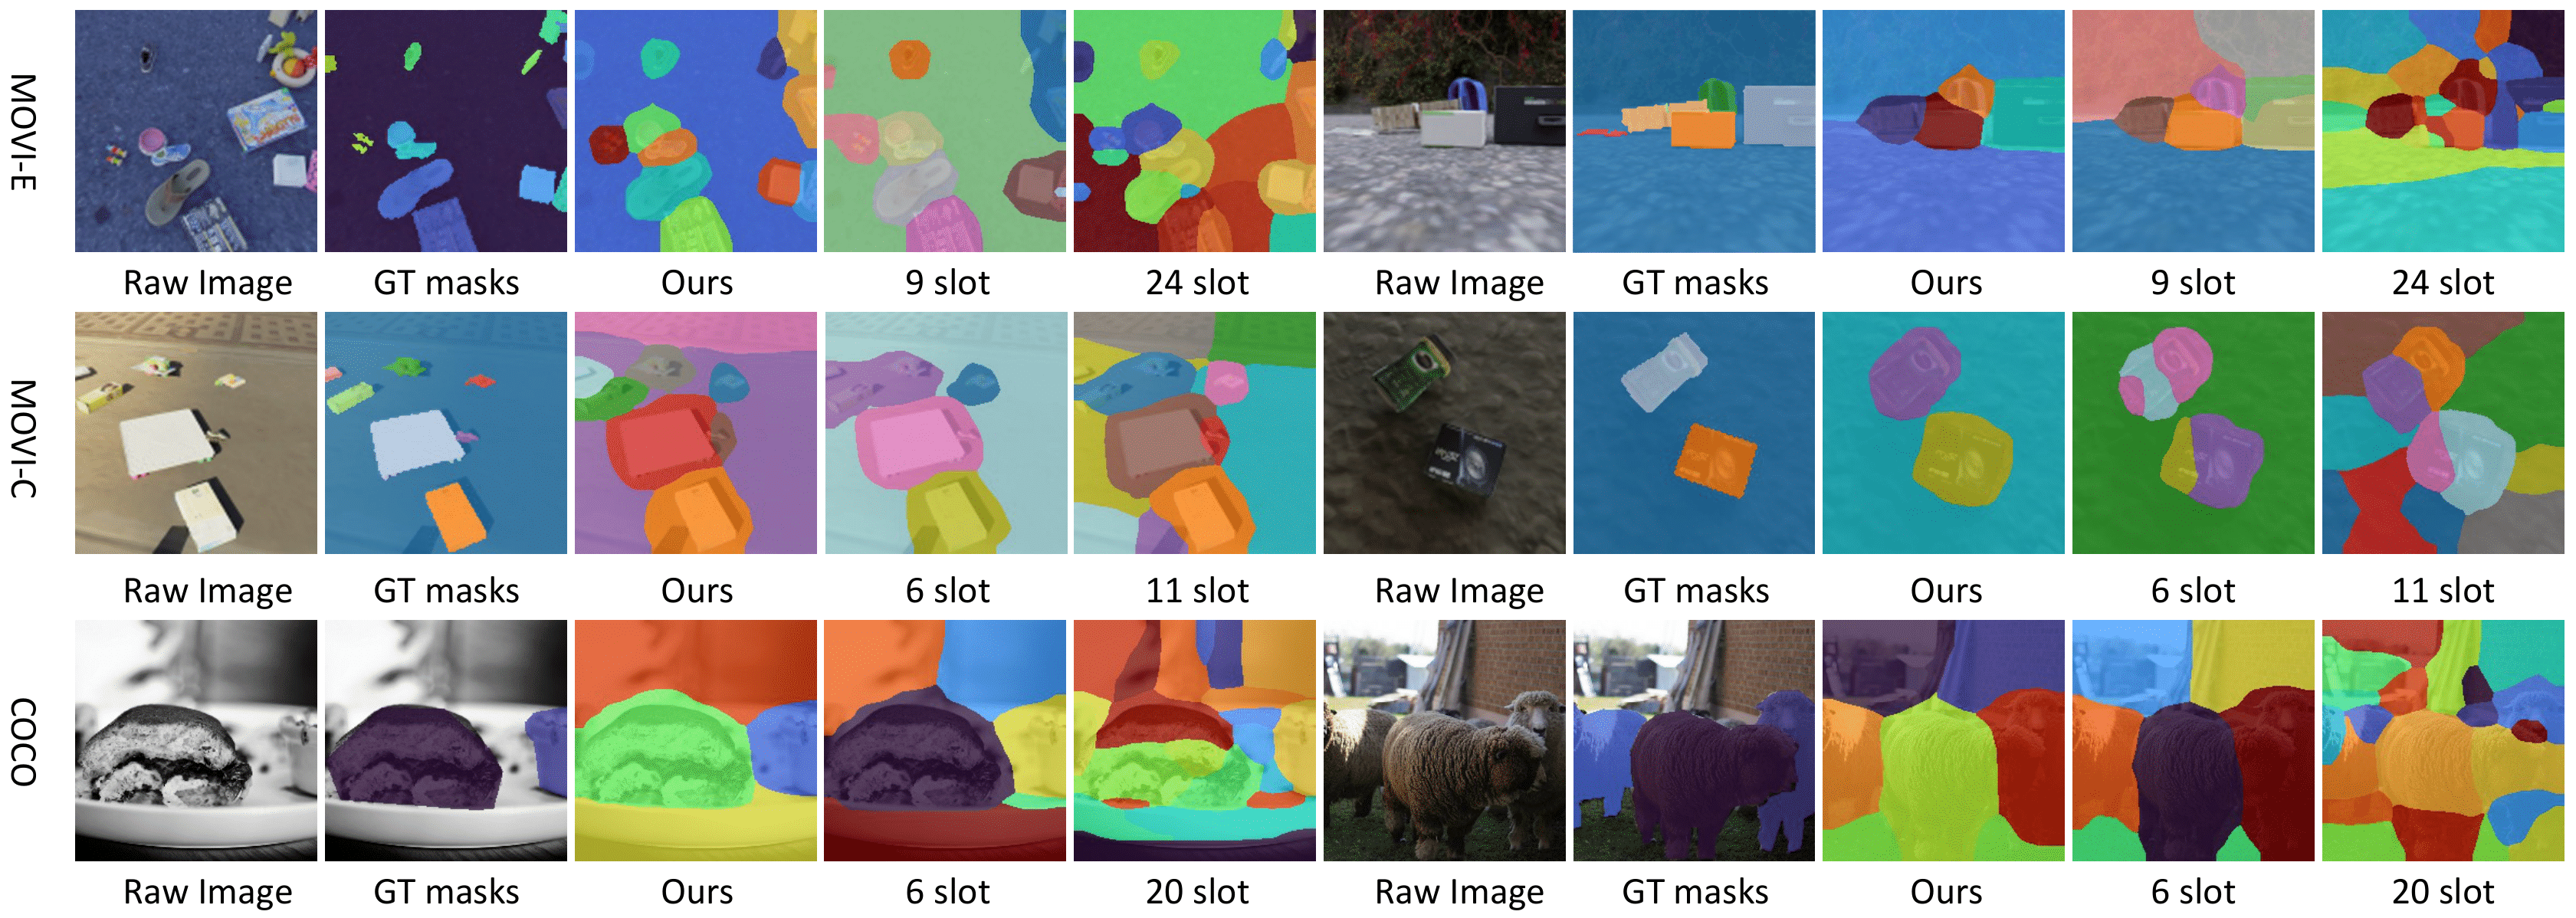 MOVI-E
Raw Image GT masks Ours 9 slot 24 slot Raw Image GT masks Ours 9 slot 24 slot
MOVI-C
Raw Image GT masks Ours 6 slot 11 slot Raw Image GT masks Ours 6 slot 11 slot
COCO
Raw Image GT masks Ours 6 slot 20 slot Raw Image GT masks Ours 6 slot 20 slot